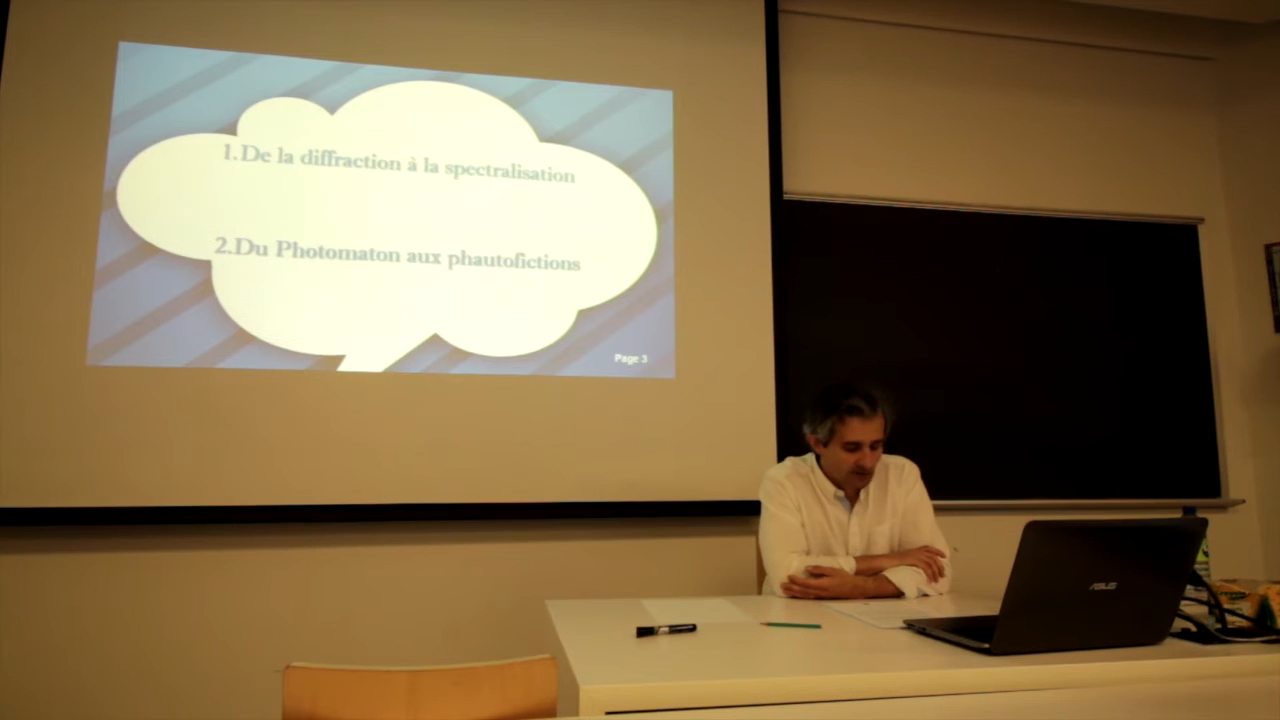 1.De la diffraction à la spectralisation
2.Du Photomaton aux phautofictions
Page 3
ASUS